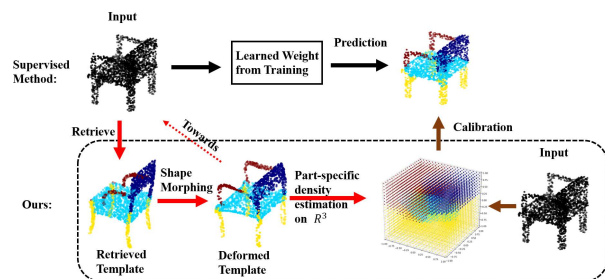 Input
Supervised
Method:
Learned Weight
from Training
Prediction
Retrieve
Towards
Calibration
Ours:
Shape
Morphing
Part-specific
density
estimation
on R³
Input
Retrieved
Template
Deformed
Template